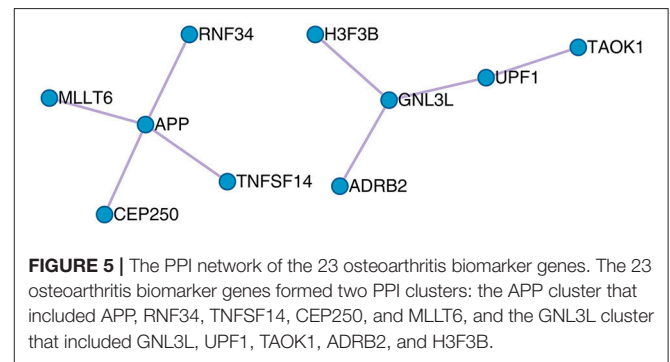 RNF34
H3F3B
TAOK1
UPF1
MLLT6
GNL3L
APP
TNFSF14
ADRB2
CEP250
FIGURE 5 | The PPI network of the 23 osteoarthritis biomarker genes. The 23
osteoarthritis biomarker genes formed two PPI clusters: the APP cluster that
included APP, RNF34, TNFSF14, CEP250, and MLLT6, and the GNL3L cluster
that included GNL3L, UPF1, TAOK1, ADRB2, and H3F3B.